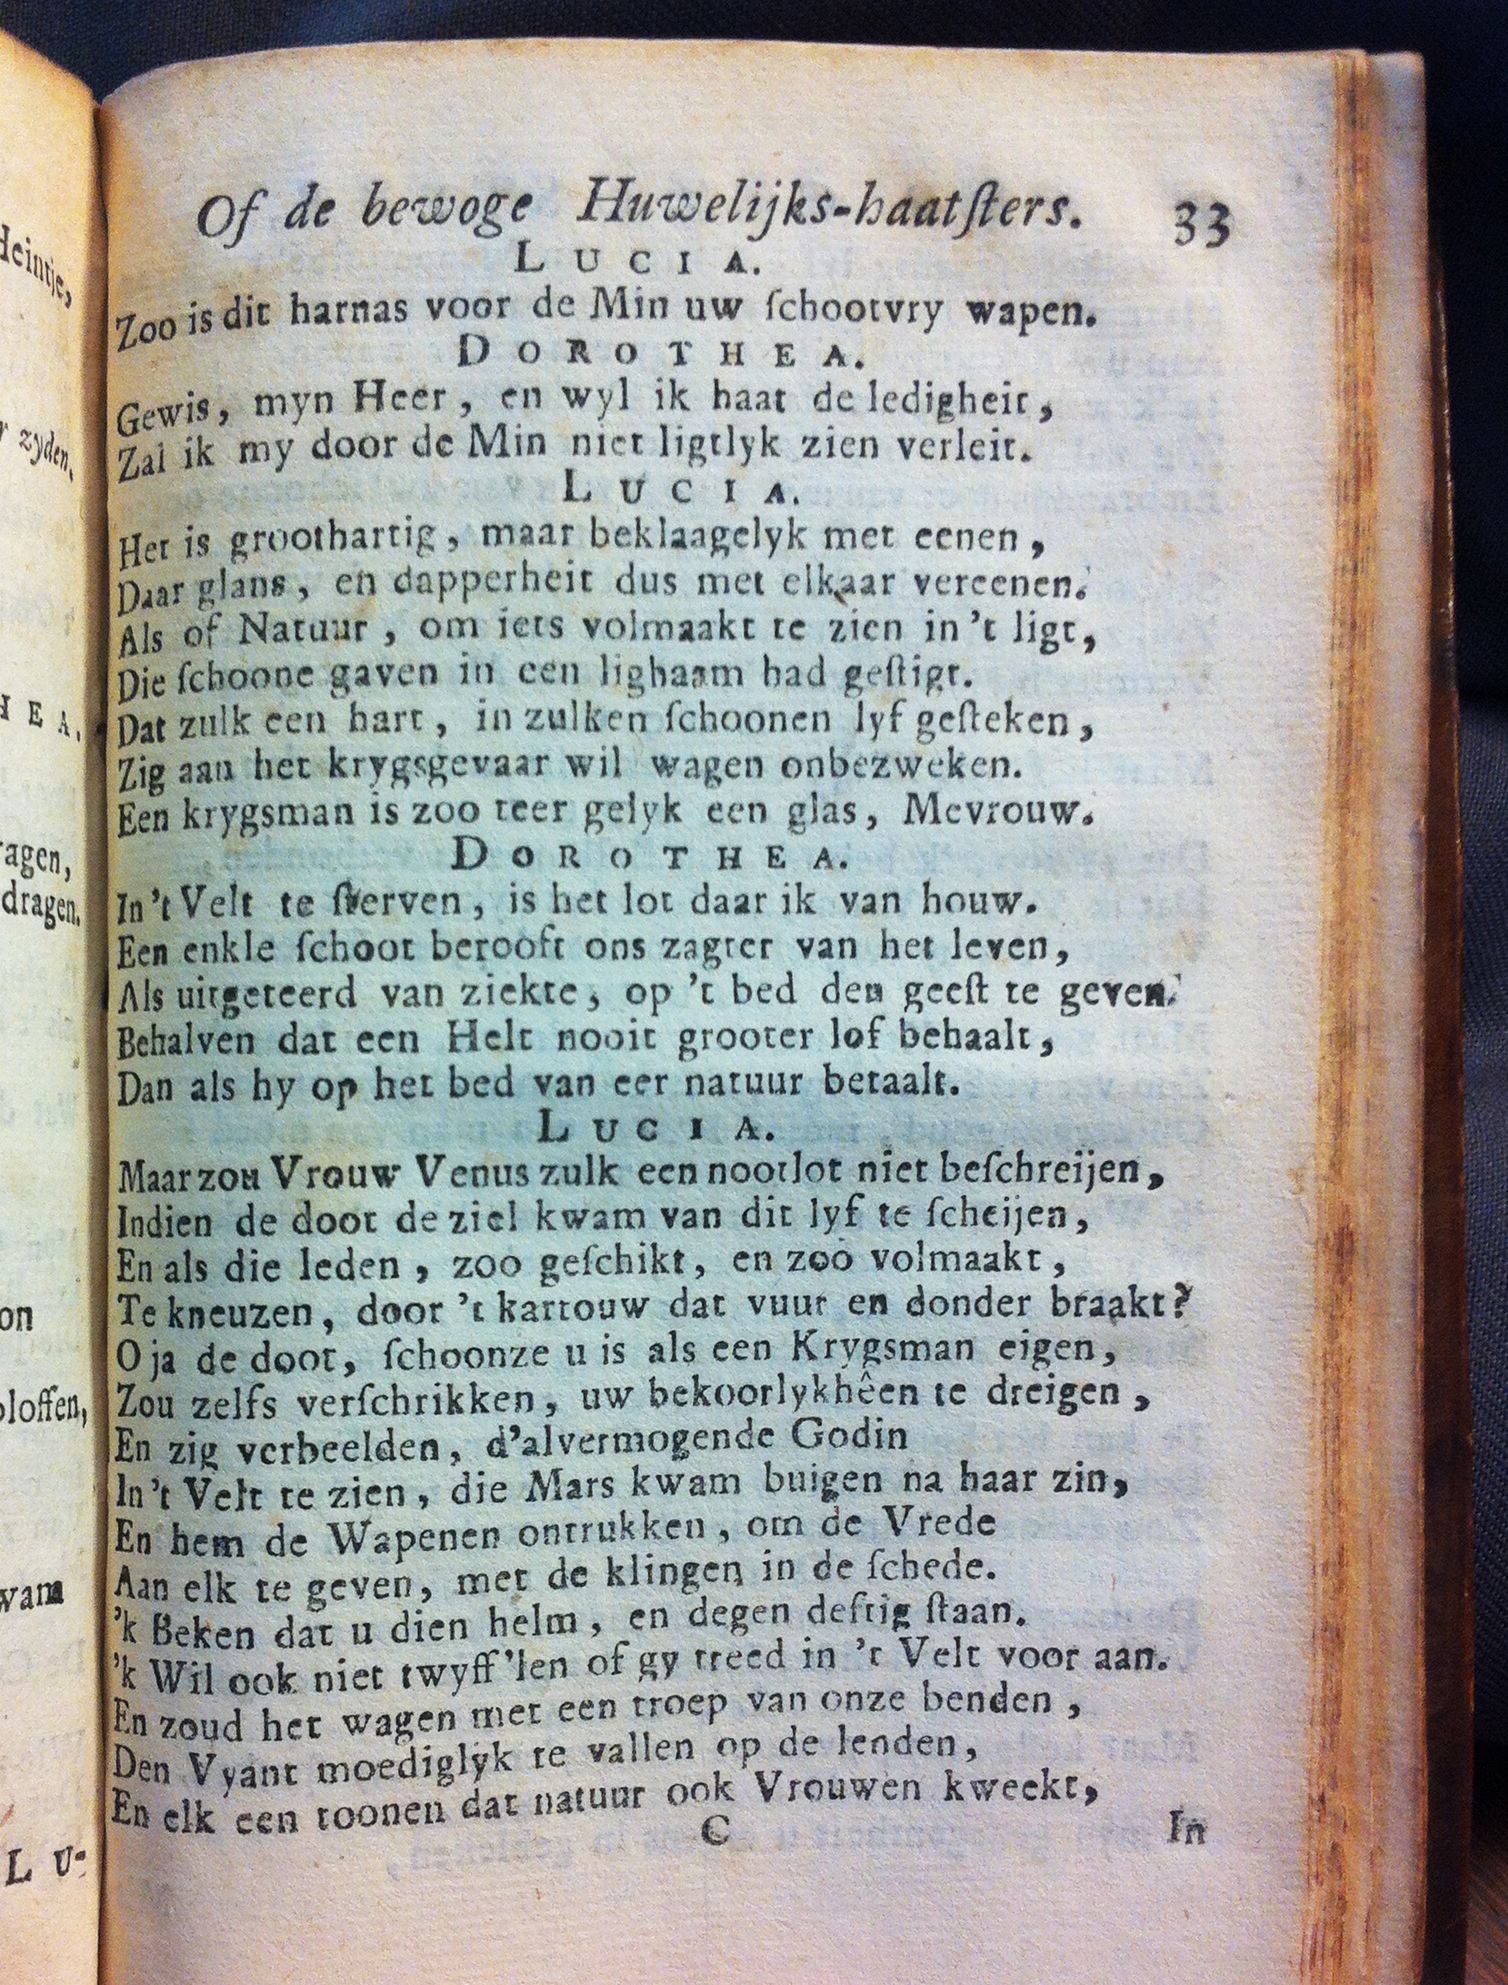 Of de bewoge Huwelijks-haatſters. 33
LUCIA.
Zoo is dit harnas voor de Min uw ſchootvry wapen.
DOROTHEA.
Gewis, myn Heer, en wyl ik haat de ledigheit,
Zal ik my door de Min niet ligtlyk zien verleit.
LUCIA.
Het is groothartig, maar beklaagelyk met eenen,
Daar glans, en dapperheit dus met elkaar vereenen.
Als of Natuur, om iets volmaakt te zien in 't ligt,
Die ſchoone gaven in een lighaam had geſtigt.
Dat zulk een hart, in zulken ſchoonen lyf geſteken,
Zig aan het krygsgevaar wil wagen onbezweken.
Een krygsman is zoo teer gelyk een glas, Mevrouw.
DOROTHEA.
In 't Velt te ſterven, is het lot daar ik van houw.
Een enkle ſchoot berooft ons zagter van het leven,
Als uitgeteerd van ziekte, op 't bed den geeſt te geven.
Behalven dat een Helt nooit grooter lof behaalt,
Dan als hy op het bed van eer natuur betaalt.
LUCIA.
Maar zou Vrouw Venus zulk een nootlot niet beſchreijen,
Indien de doot de ziel kwam van dit lyf te ſcheijen,
En als die leden, zoo geſchikt, en zoo volmaakt,
Te kneuzen, door 't kartouw dat vuur en donder braakt?
O ja de doot, ſchoonze u is als een Krygsman eigen,
Zou zelfs verſchrikken, uw bekoorlykhêen te dreigen,
En zig verbeelden, d'alvermogende Godin
In 't Velt te zien, die Mars kwam buigen na haar zin,
En hem de Wapenen ontrukken, om de Vrede
Aan elk te geven, met de klingen in de ſchede.
'k Beken dat u dien helm, en degen deftig ſtaan.
'k Wil ook niet twyff'len of gy treed in 't Velt voor aan.
En zoud het wagen met een troep van onze benden,
Den Vyant moediglyk te vallen op de lenden,
En elk een toonen dat natuur ook Vrouwen kweekt,
C In
Heintje,
zyden.
HEA.
ragen,
dragen.
on
loffen,
wam
LU-